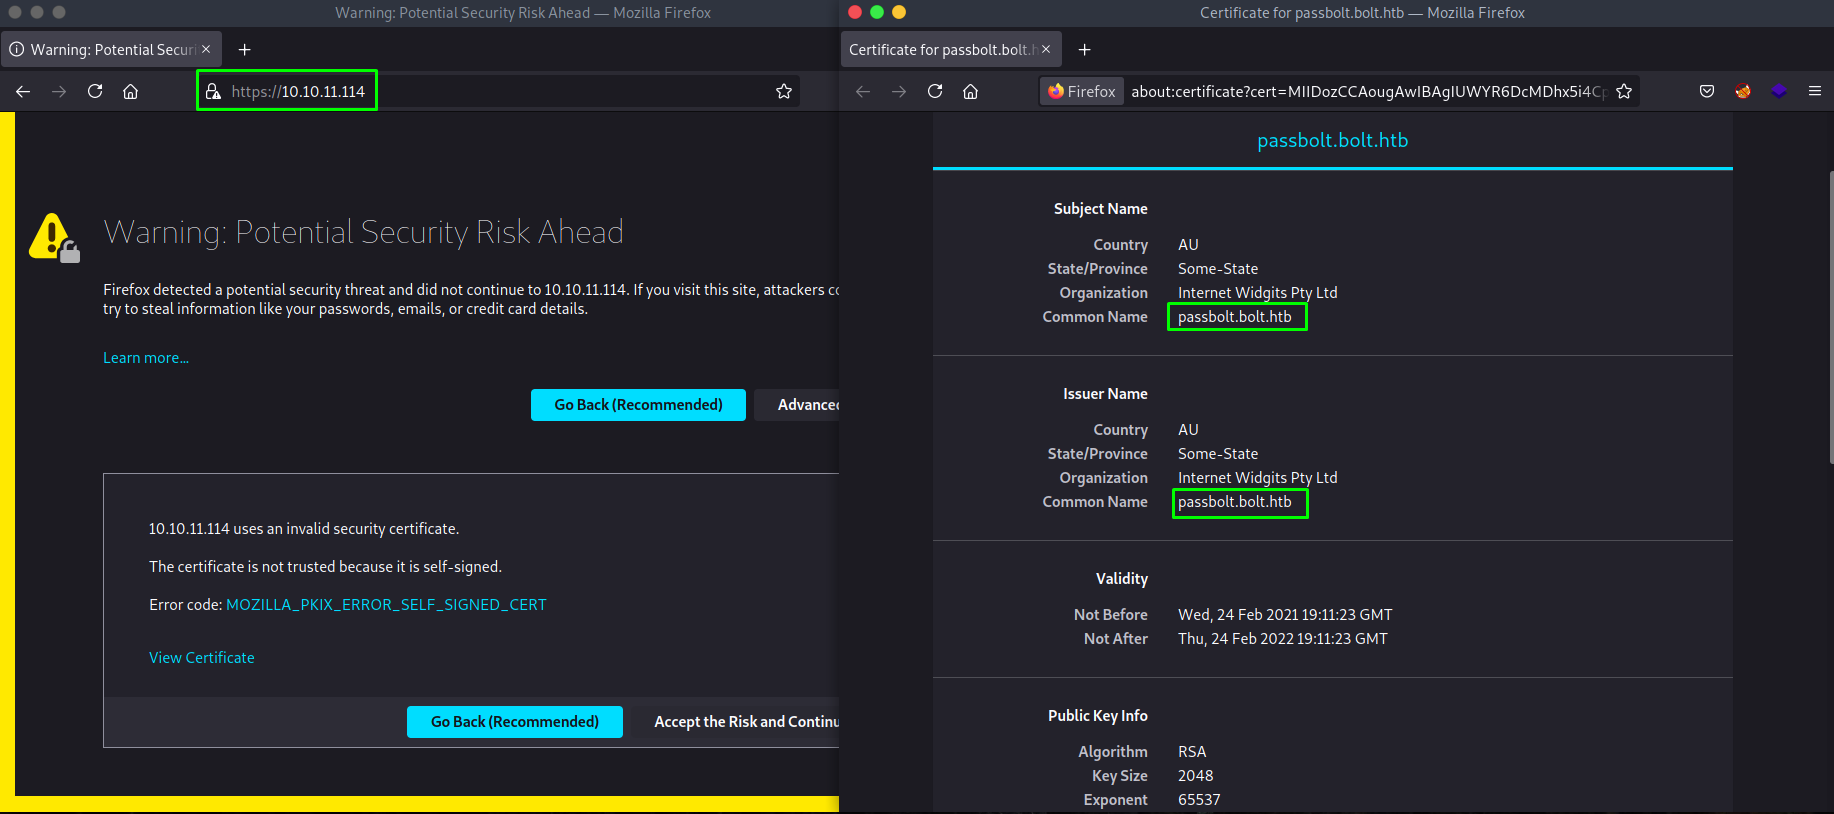 Warning: Potential Security Risk Ahead — Mozilla Firefox
Warning: Potential Securi
https://10.10.11.114
Warning: Potential Security Risk Ahead
Firefox detected a potential security threat and did not continue to 10.10.11.114. If you visit this site, attackers co
try to steal information like your passwords, emails, or credit card details.
Learn more…
Go Back (Recommended)
Advanced
10.10.11.114 uses an invalid security certificate.
The certificate is not trusted because it is self-signed.
Error code: MOZILLA_PKIX_ERROR_SELF_SIGNED_CERT
View Certificate
Go Back (Recommended)
Accept the Risk and Continu
Certificate for passbolt.bolt.htb — Mozilla Firefox
Certificate for passbolt.bolt.h
Firefox about:certificate?cert=MIIDozCCAougAwIBAgIUWYR6DcMDhx5i4Cp
passbolt.bolt.htb
Subject Name
Country AU
State/Province Some-State
Organization Internet Widgits Pty Ltd
Common Name passbolt.bolt.htb
Issuer Name
Country AU
State/Province Some-State
Organization Internet Widgits Pty Ltd
Common Name passbolt.bolt.htb
Validity
Not Before Wed, 24 Feb 2021 19:11:23 GMT
Not After Thu, 24 Feb 2022 19:11:23 GMT
Public Key Info
Algorithm RSA
Key Size 2048
Exponent 65537